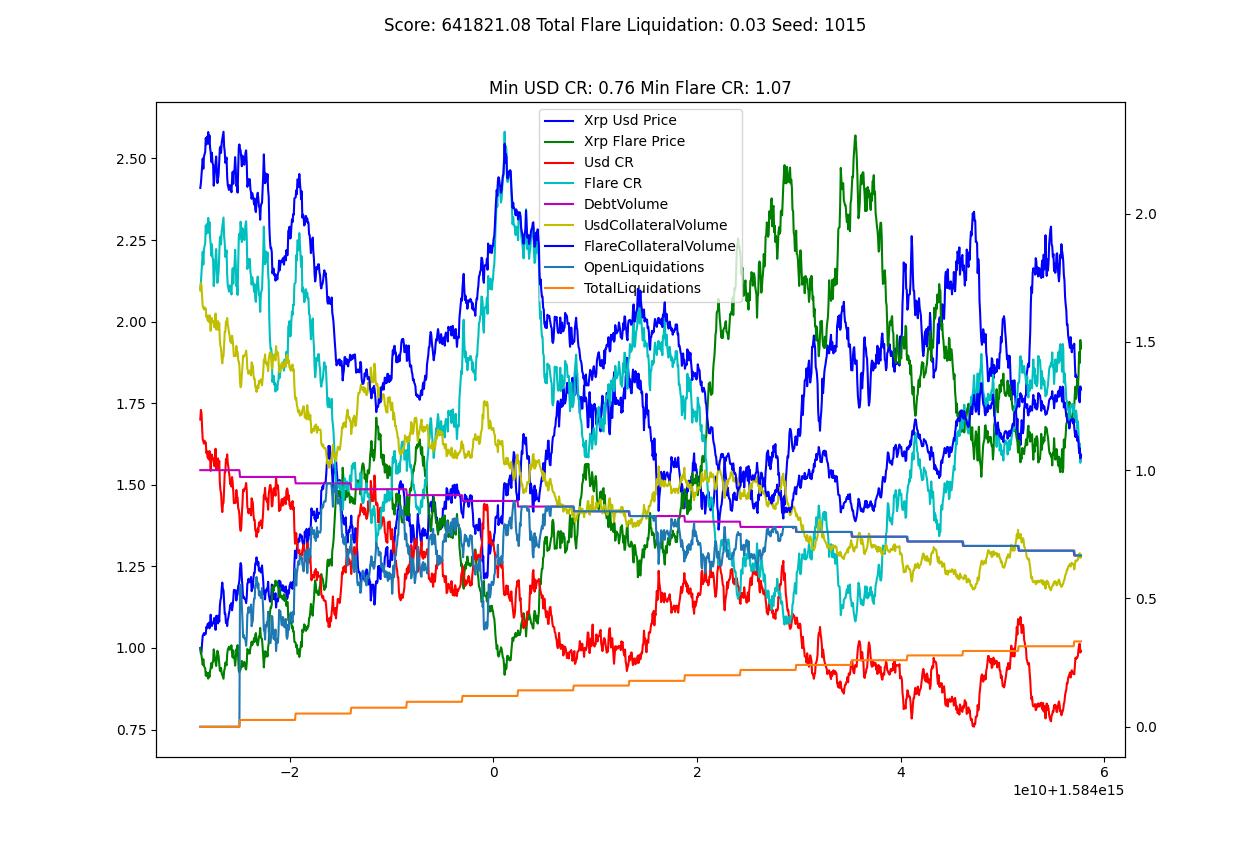 Score: 641821.08 Total Flare Liquidation: 0.03 Seed: 1015
Min USD CR: 0.76 Min Flare CR: 1.07
Xrp Usd Price
Xrp Flare Price
Usd CR
Flare CR
DebtVolume
UsdCollateralVolume
FlareCollateralVolume
OpenLiquidations
TotalLiquidations
2.50
2.25
2.00
1.75
1.50
1.25
1.00
0.75
2.0
1.5
1.0
0.5
0.0
−2 0 2 4 6
1e10+1.584e15